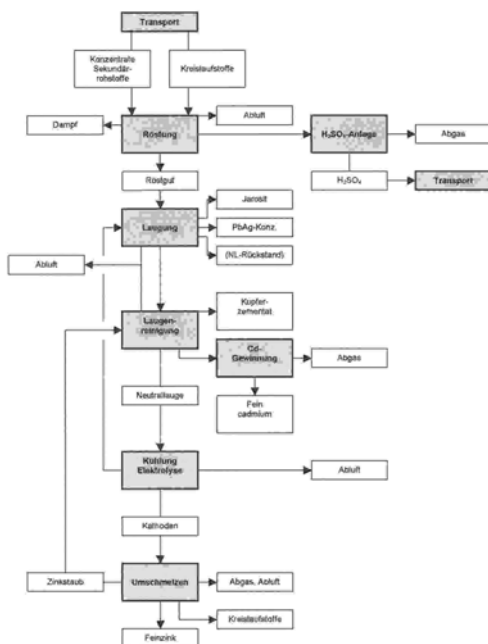 Transport
Konzentrate
Sekundär-
rohstoffe
Kreislaufstoffe
Abluft
Dampf
Röstung
H₂SO₄-Anlage
Abgas
Röstgut
H₂SO₄
Transport
Jarosit
Laugung
PbAg-Konz.
(NL-Rückstand)
Abluft
Kupfer-
zementat
Laugen-
reinigung
Cd-
Gewinnung
Abgas
Neutrallauge
Fein
cadmium
Kühlung
Elektrolyse
Abluft
Kathoden
Zinkstaub
Umschmelzen
Abgas, Abluft
Kreislaufstoffe
Feinzink